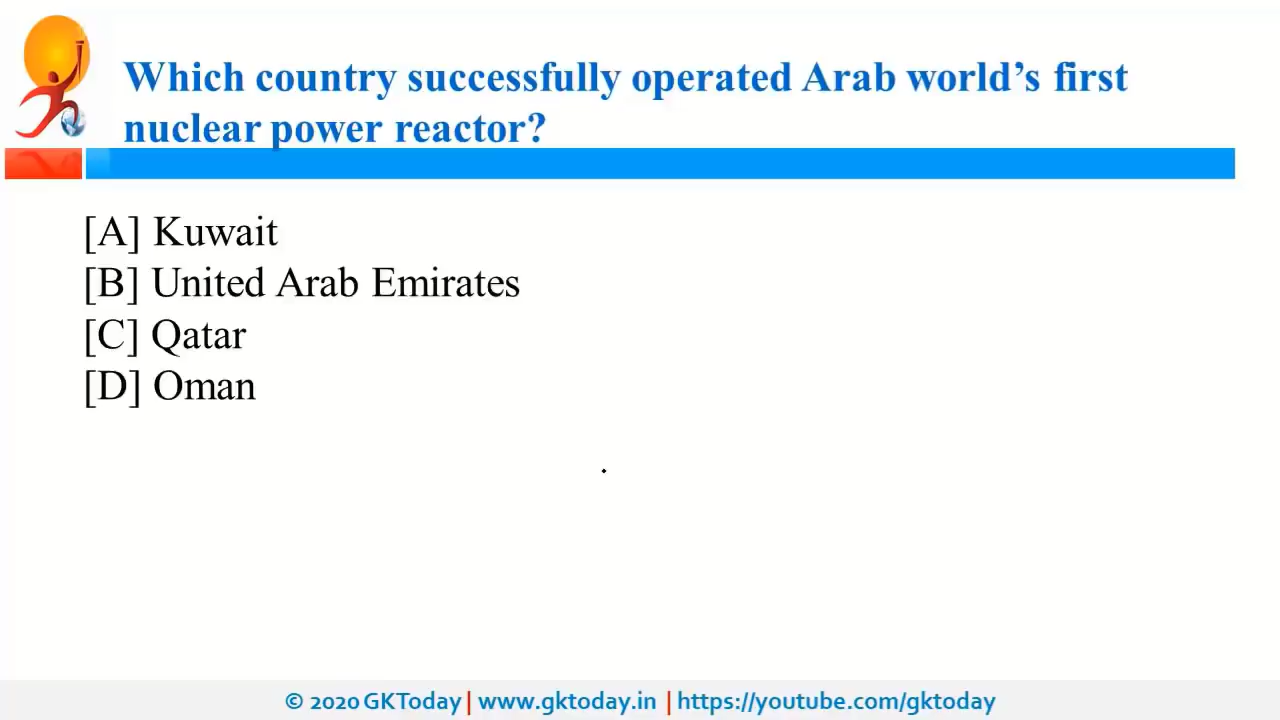 Which country successfully operated Arab world’s first
nuclear power reactor?
[A] Kuwait
[B] United Arab Emirates
[C] Qatar
[D] Oman
© 2020 GKToday | www.gktoday.in | https://youtube.com/gktoday